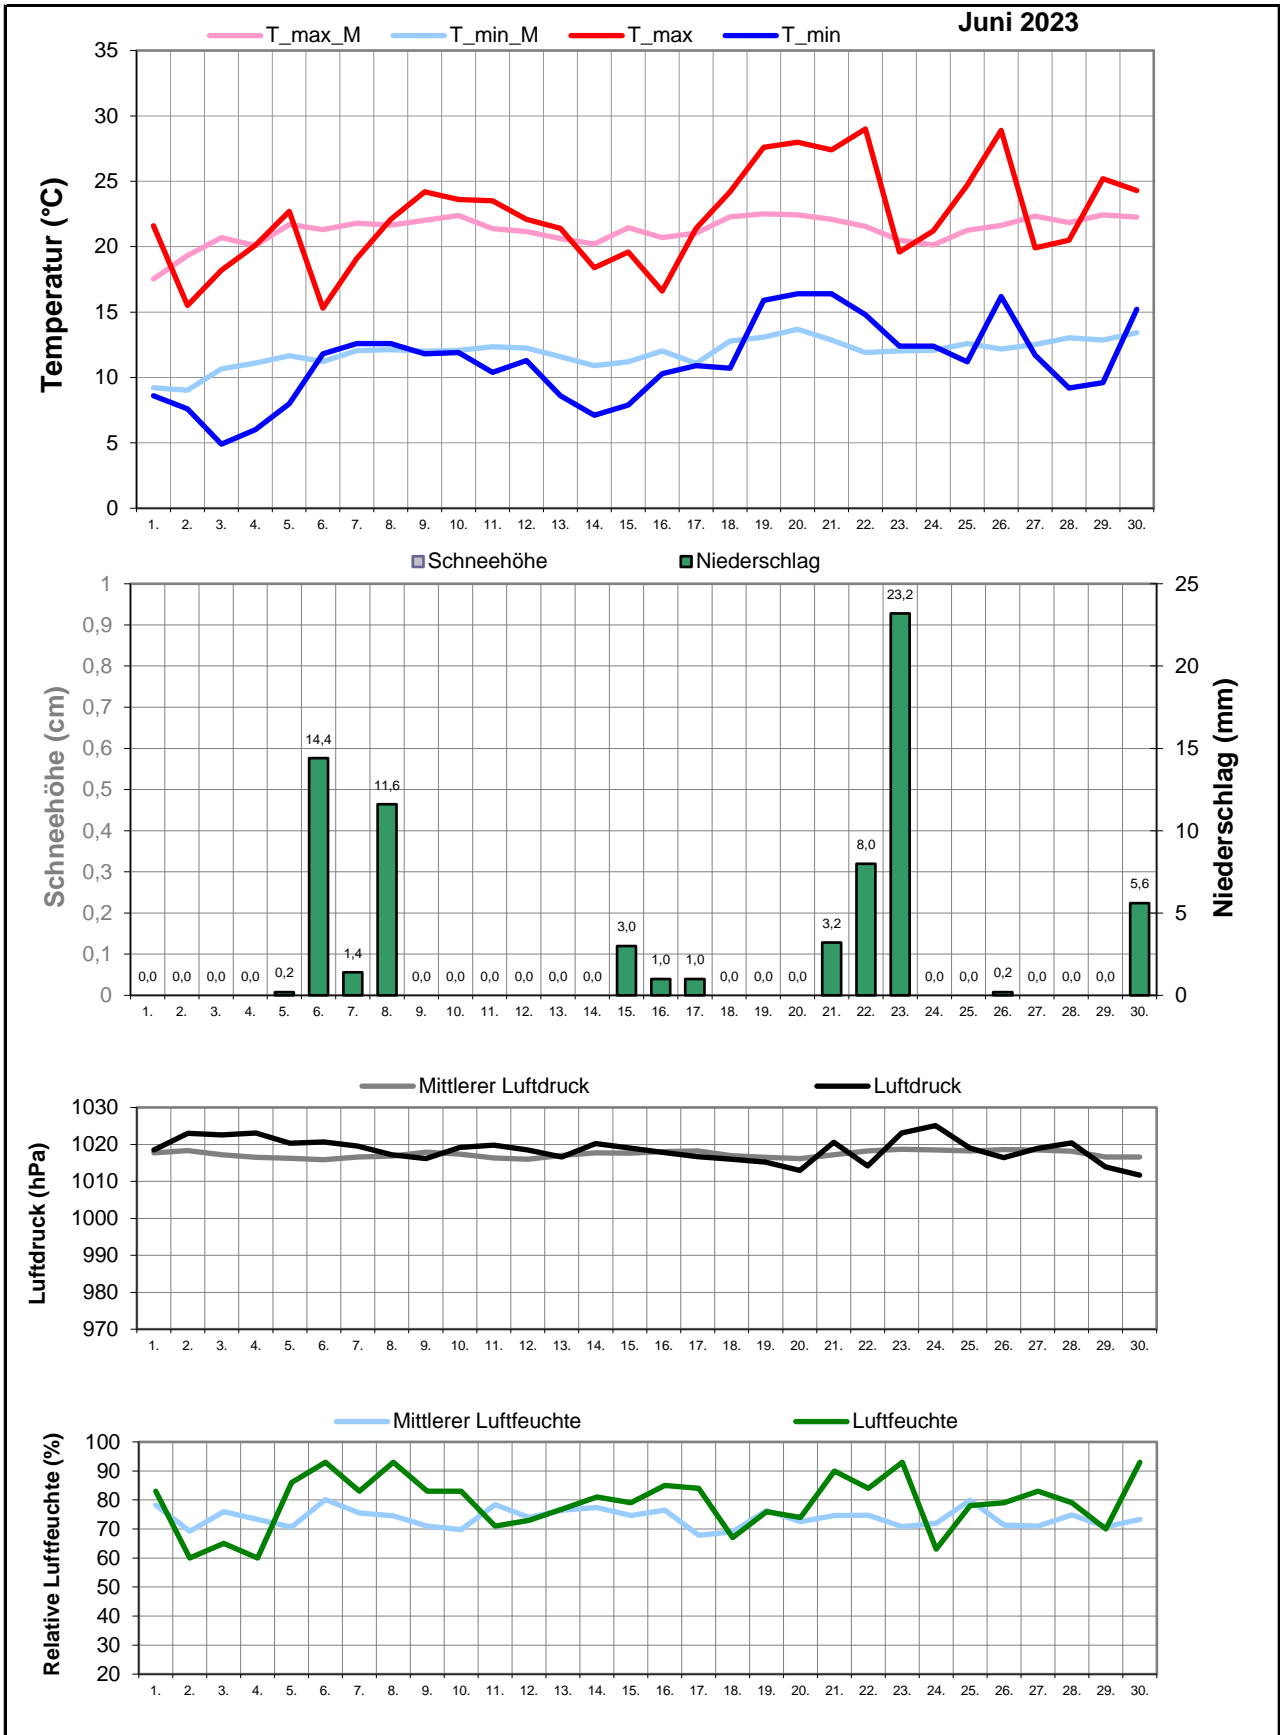 Juni 2023
T_max_M T_min_M T_max T_min
Temperatur (°C)
35
30
25
20
15
10
5
0
1. 2. 3. 4. 5. 6. 7. 8. 9. 10. 11. 12. 13. 14. 15. 16. 17. 18. 19. 20. 21. 22. 23. 24. 25. 26. 27. 28. 29. 30.
Schneehöhe Niederschlag
Schneehöhe (cm)
1
0,9
0,8
0,7
0,6
0,5
0,4
0,3
0,2
0,1
0
0,0 0,0 0,0 0,0 0,2 14,4 1,4 11,6 0,0 0,0 0,0 0,0 0,0 0,0 3,0 1,0 1,0 0,0 0,0 0,0 3,2 8,0 23,2 0,0 0,0 0,2 0,0 0,0 0,0 5,6
25
20
15
10
5
0
Niederschlag (mm)
1. 2. 3. 4. 5. 6. 7. 8. 9. 10. 11. 12. 13. 14. 15. 16. 17. 18. 19. 20. 21. 22. 23. 24. 25. 26. 27. 28. 29. 30.
Mittlerer Luftdruck Luftdruck
Luftdruck (hPa)
1030
1020
1010
1000
990
980
970
1. 2. 3. 4. 5. 6. 7. 8. 9. 10. 11. 12. 13. 14. 15. 16. 17. 18. 19. 20. 21. 22. 23. 24. 25. 26. 27. 28. 29. 30.
Mittlerer Luftfeuchte Luftfeuchte
Relative Luftfeuchte (%)
100
90
80
70
60
50
40
30
20
1. 2. 3. 4. 5. 6. 7. 8. 9. 10. 11. 12. 13. 14. 15. 16. 17. 18. 19. 20. 21. 22. 23. 24. 25. 26. 27. 28. 29. 30.